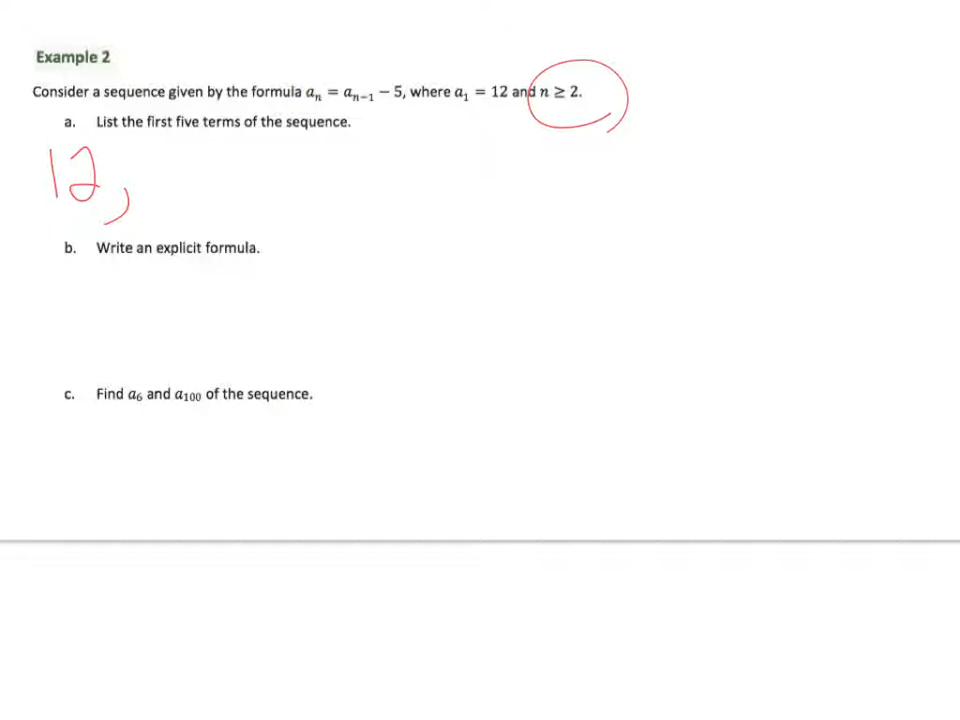 Example 2
Consider a sequence given by the formula aₙ = aₙ₋₁ − 5, where a₁ = 12 and n ≥ 2.
a. List the first five terms of the sequence.
12,
b. Write an explicit formula.
c. Find a₆ and a₁₀₀ of the sequence.